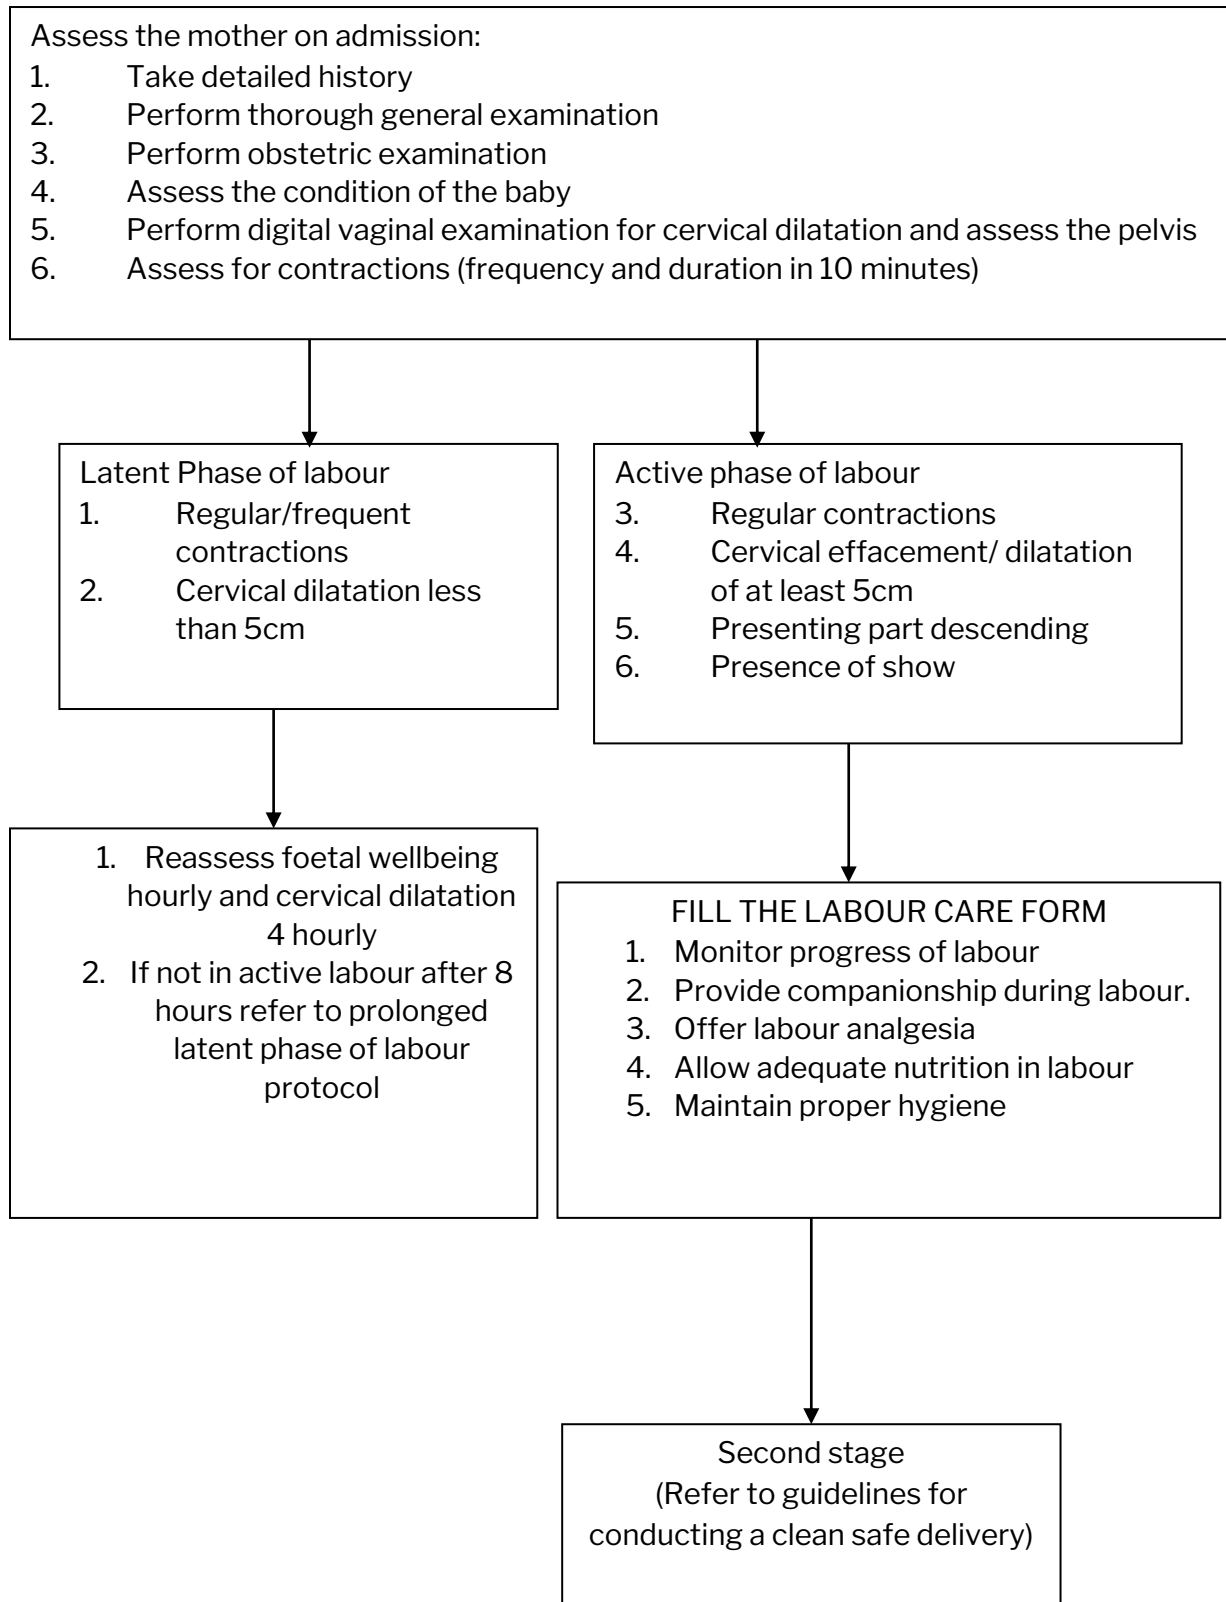 Assess the mother on admission:
1. Take detailed history
2. Perform thorough general examination
3. Perform obstetric examination
4. Assess the condition of the baby
5. Perform digital vaginal examination for cervical dilatation and assess the pelvis
6. Assess for contractions (frequency and duration in 10 minutes)
Latent Phase of labour
1. Regular/frequent
contractions
2. Cervical dilatation less
than 5cm
Active phase of labour
3. Regular contractions
4. Cervical effacement/ dilatation
of at least 5cm
5. Presenting part descending
6. Presence of show
1. Reassess foetal wellbeing
hourly and cervical dilatation
4 hourly
2. If not in active labour after 8
hours refer to prolonged
latent phase of labour
protocol
FILL THE LABOUR CARE FORM
1. Monitor progress of labour
2. Provide companionship during labour.
3. Offer labour analgesia
4. Allow adequate nutrition in labour
5. Maintain proper hygiene
Second stage
(Refer to guidelines for
conducting a clean safe delivery)